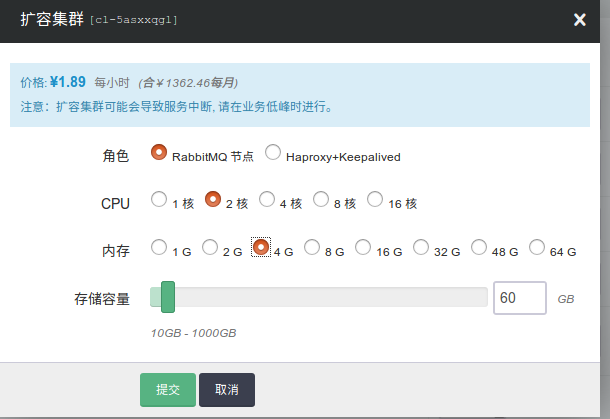 扩容集群 [cl-5asxxqgl]
价格: ¥1.89 每小时 (合¥1362.46每月)
注意：扩容集群可能会导致服务中断, 请在业务低峰时进行。
角色 RabbitMQ 节点 Haproxy+Keepalived
CPU 1 核 2 核 4 核 8 核 16 核
内存 1 G 2 G 4 G 8 G 16 G 32 G 48 G 64 G
存储容量 60 GB
10GB - 1000GB
提交 取消